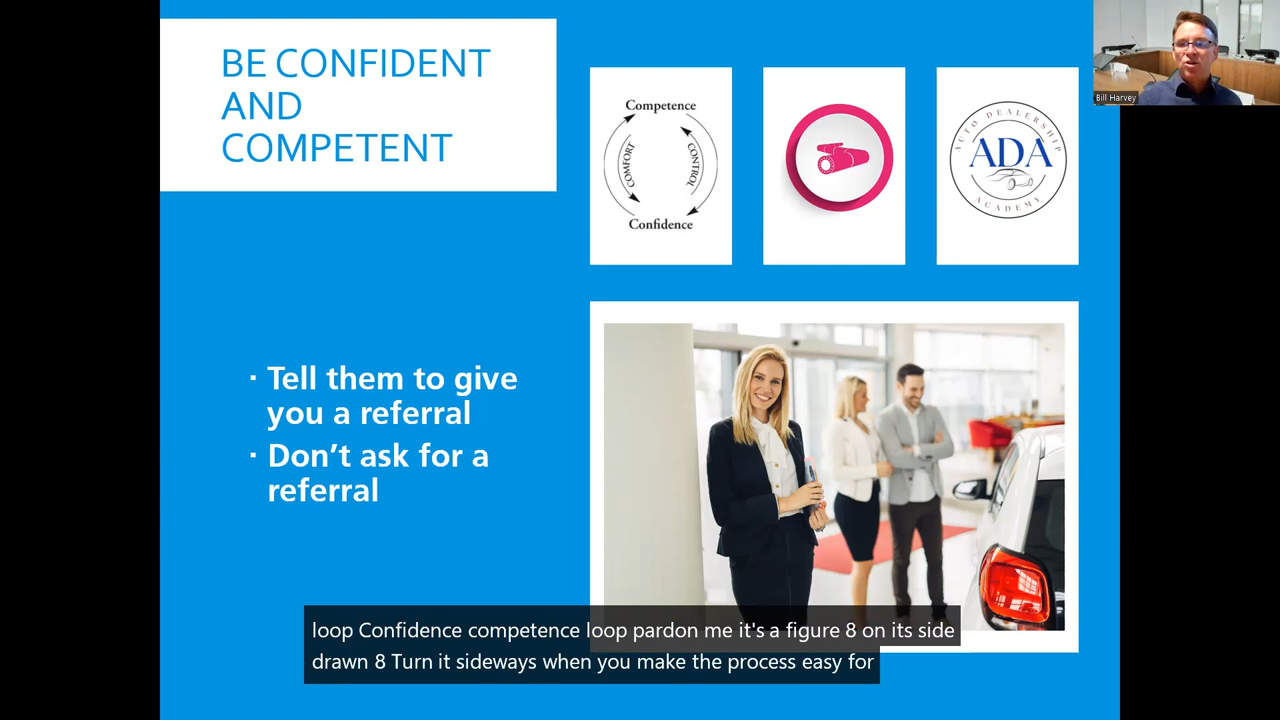 BE CONFIDENT
AND
COMPETENT
Competence
COMFORT
CONTROL
Confidence
AUTO DEALERSHIP
ADA
ACADEMY
Bill Harvey
· Tell them to give
you a referral
· Don't ask for a
referral
loop Confidence competence loop pardon me it's a figure 8 on its side
drawn 8 Turn it sideways when you make the process easy for